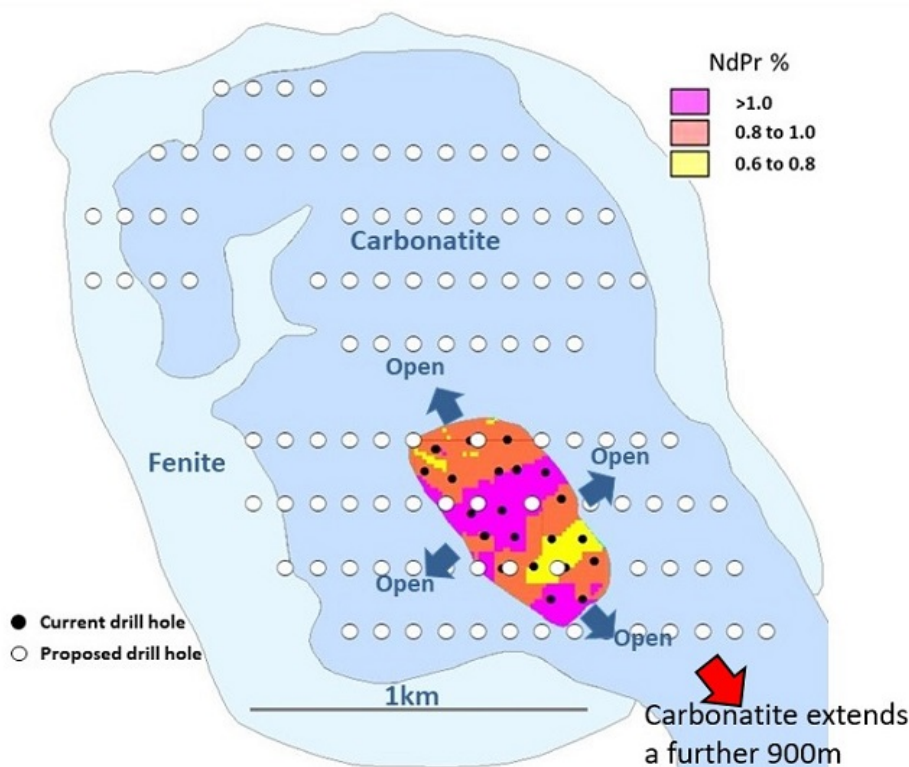 NdPr %
>1.0
0.8 to 1.0
0.6 to 0.8
Carbonatite
Open
Fenite
Open
Open
Current drill hole
Proposed drill hole
Open
1km
Carbonatite extends
a further 900m